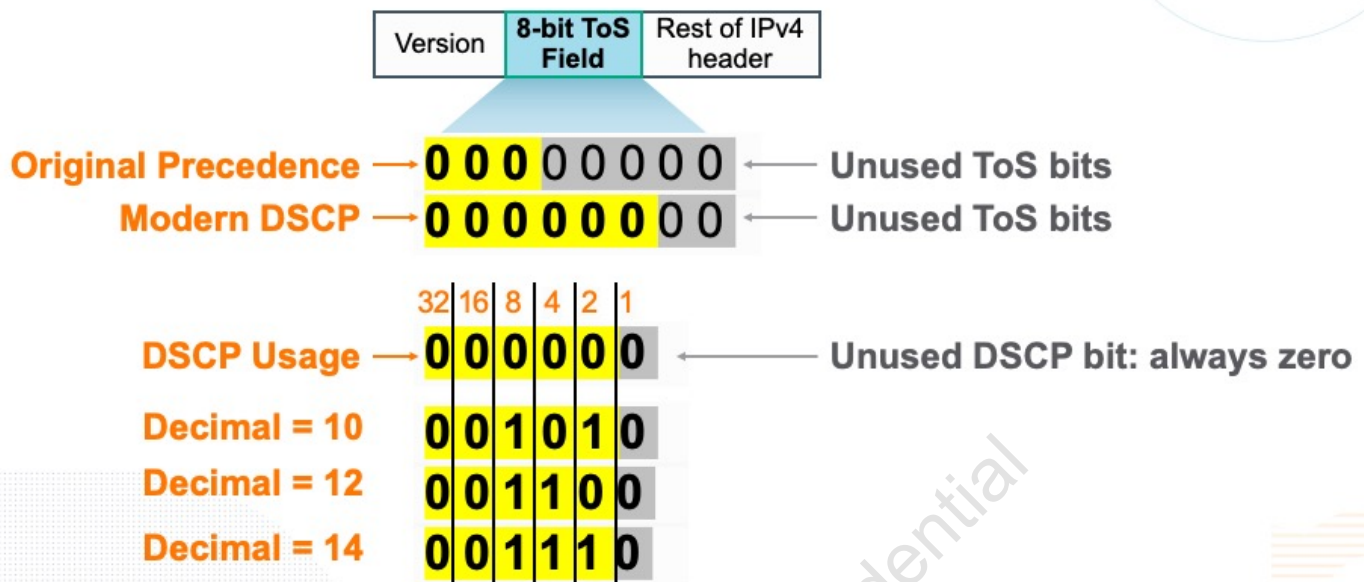 Version 8-bit ToS Field Rest of IPv4 header
Original Precedence 0 0 0 0 0 0 0 0 Unused ToS bits
Modern DSCP 0 0 0 0 0 0 0 0 Unused ToS bits
32 16 8 4 2 1
DSCP Usage 0 0 0 0 0 0 Unused DSCP bit: always zero
Decimal = 10 0 0 1 0 1 0
Decimal = 12 0 0 1 1 0 0
Decimal = 14 0 0 1 1 1 0